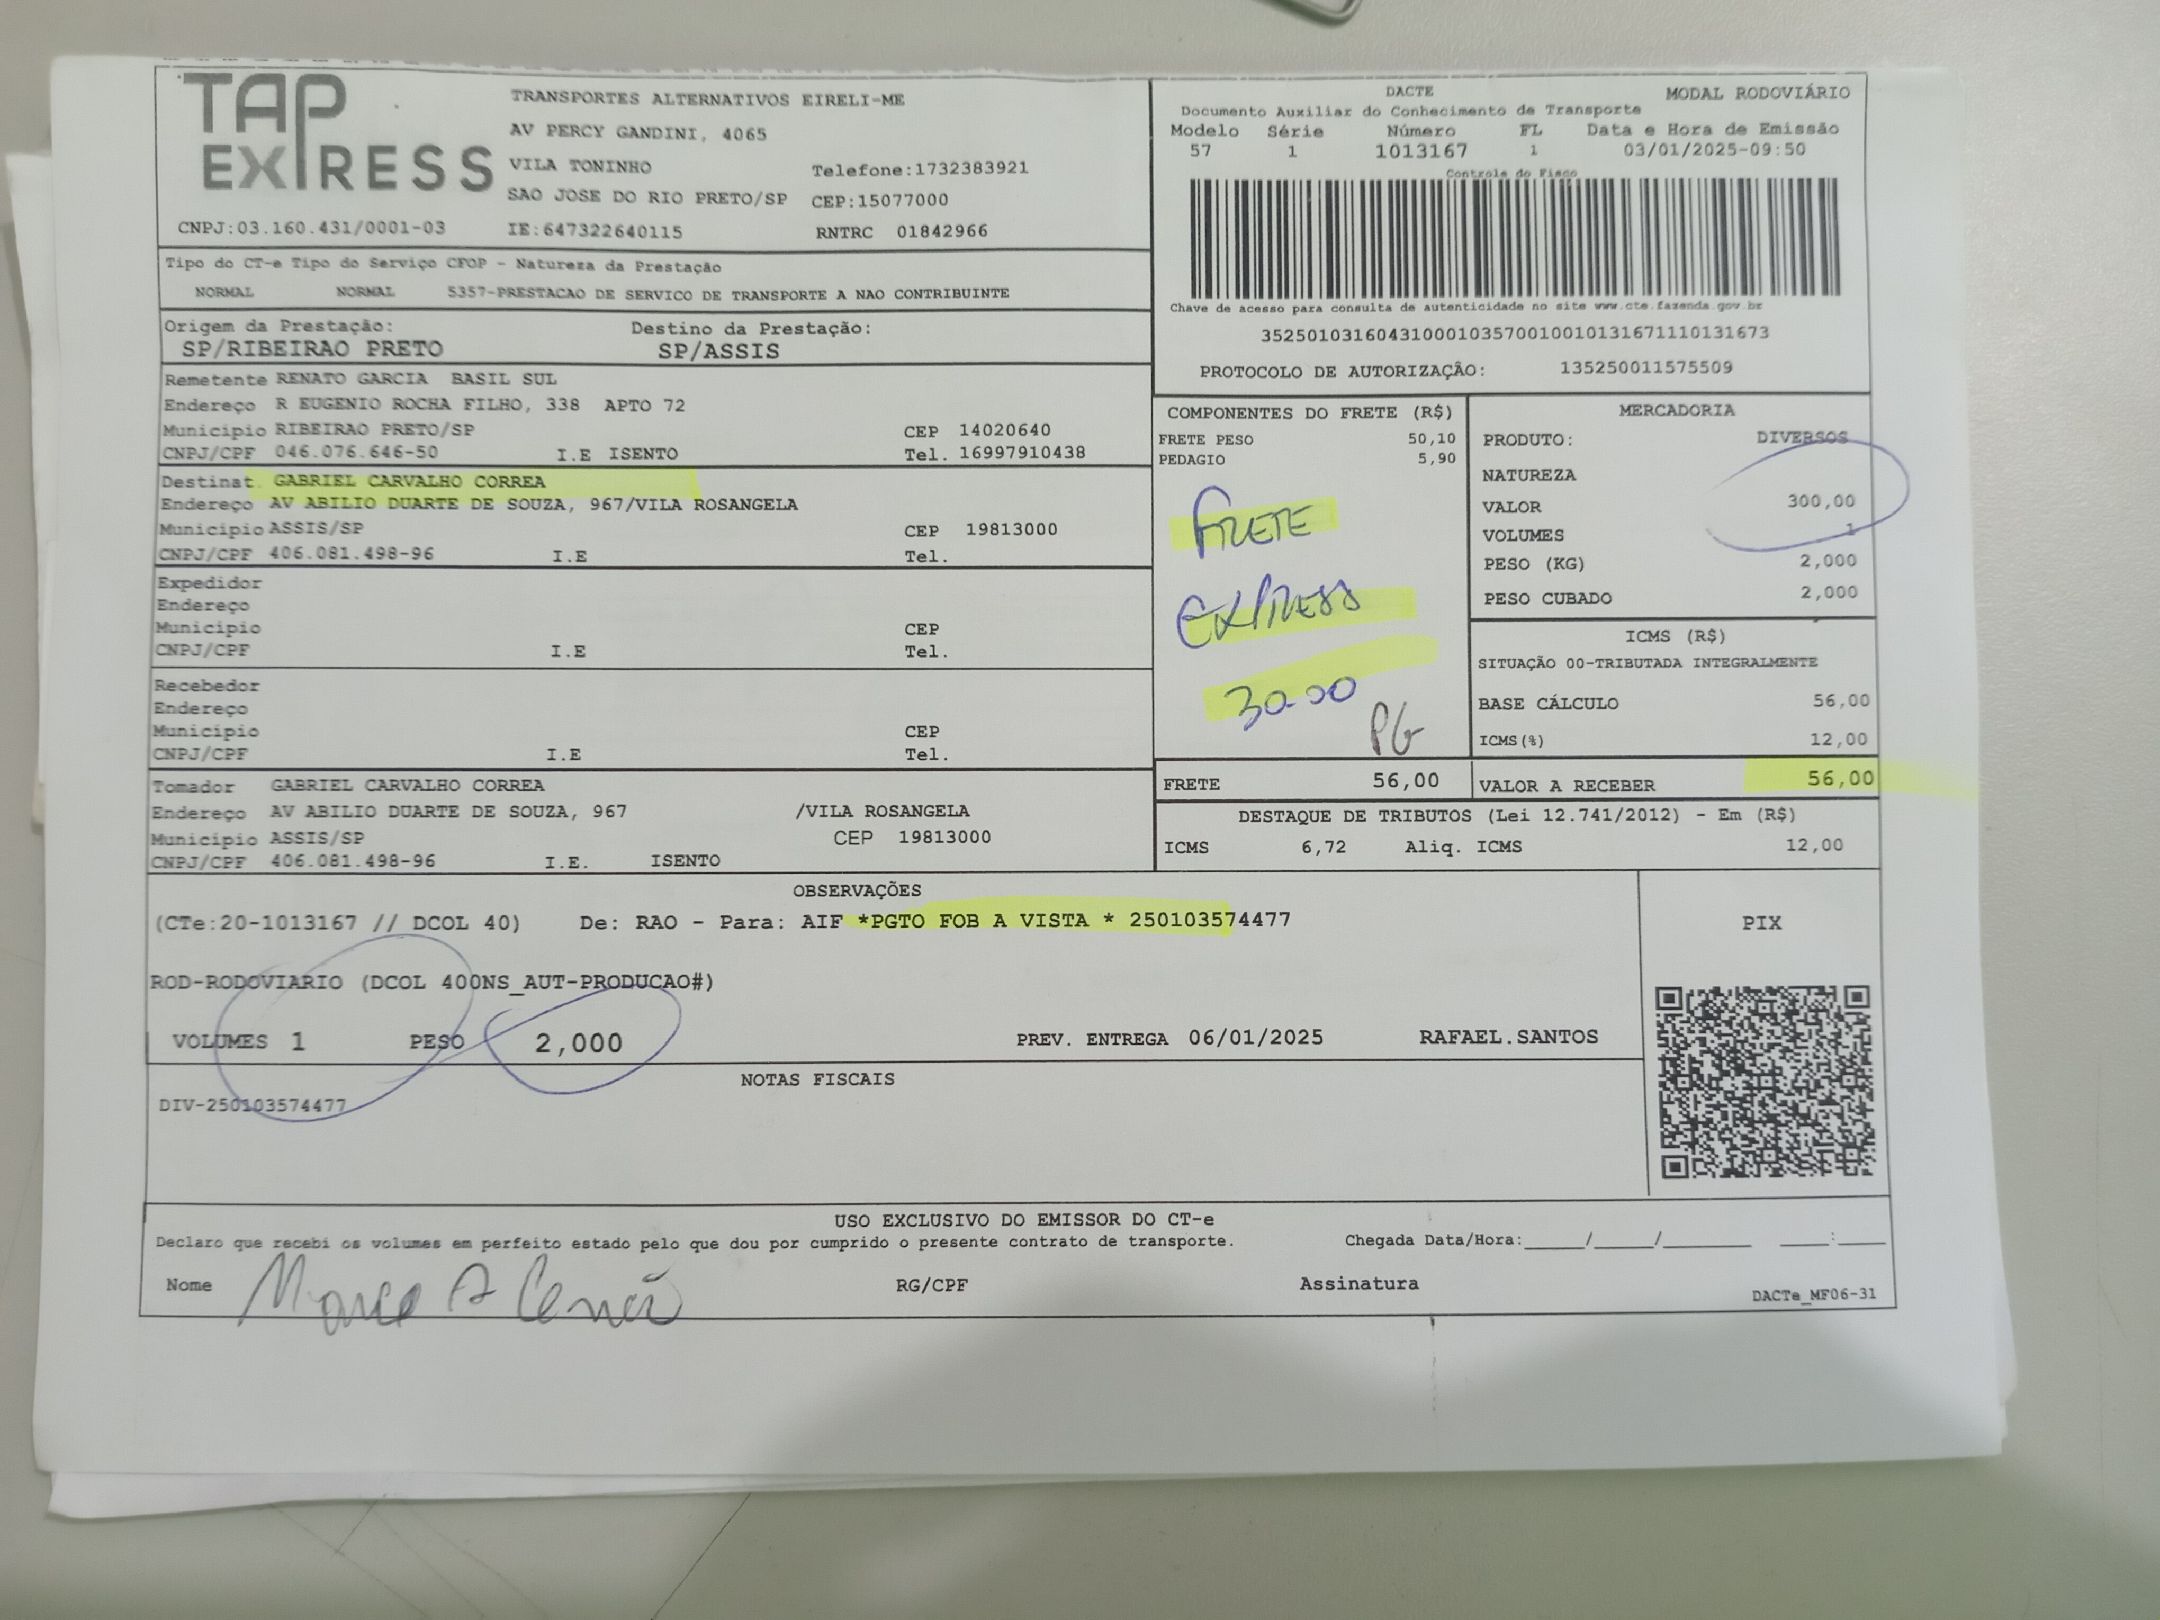 TAP
EXPRESS
TRANSPORTES ALTERNATIVOS EIRELI-ME
AV PERCY GANDINI, 4065
VILA TONINHO Telefone:1732383921
SAO JOSE DO RIO PRETO/SP CEP:15077000
CNPJ:03.160.431/0001-03 IE:647322640115 RNTRC 01842966
DACTE MODAL RODOVIÁRIO
Documento Auxiliar do Conhecimento de Transporte
Modelo Série Número FL Data e Hora de Emissão
57 1 1013167 1 03/01/2025-09:50
Controle do Fisco
Chave de acesso para consulta de autenticidade no site www.cte.fazenda.gov.br
35250103160431000103570010010131671110131673
PROTOCOLO DE AUTORIZAÇÃO: 135250011575509
Tipo do CT-e Tipo do Serviço CFOP - Natureza da Prestação
NORMAL NORMAL 5357-PRESTACAO DE SERVICO DE TRANSPORTE A NAO CONTRIBUINTE
Origem da Prestação: Destino da Prestação:
SP/RIBEIRAO PRETO SP/ASSIS
Remetente RENATO GARCIA BASIL SUL
Endereço R EUGENIO ROCHA FILHO, 338 APTO 72
Municipio RIBEIRAO PRETO/SP CEP 14020640
CNPJ/CPF 046.076.646-50 I.E ISENTO Tel. 16997910438
Destinat. GABRIEL CARVALHO CORREA
Endereço AV ABILIO DUARTE DE SOUZA, 967/VILA ROSANGELA
Municipio ASSIS/SP CEP 19813000
CNPJ/CPF 406.081.498-96 I.E Tel.
Expedidor
Endereço
Municipio CEP
CNPJ/CPF I.E Tel.
Recebedor
Endereço
Municipio CEP
CNPJ/CPF I.E Tel.
Tomador GABRIEL CARVALHO CORREA
Endereço AV ABILIO DUARTE DE SOUZA, 967 /VILA ROSANGELA
Municipio ASSIS/SP CEP 19813000
CNPJ/CPF 406.081.498-96 I.E. ISENTO
COMPONENTES DO FRETE (R$)
FRETE PESO 50,10
PEDAGIO 5,90
FRETE
EXPRESS
30.00
PG
FRETE 56,00
MERCADORIA
PRODUTO: DIVERSOS
NATUREZA
VALOR 300,00
VOLUMES 1
PESO (KG) 2,000
PESO CUBADO 2,000
ICMS (R$)
SITUAÇÃO 00-TRIBUTADA INTEGRALMENTE
BASE CÁLCULO 56,00
ICMS(%) 12,00
VALOR A RECEBER 56,00
DESTAQUE DE TRIBUTOS (Lei 12.741/2012) - Em (R$)
ICMS 6,72 Aliq. ICMS 12,00
OBSERVAÇÕES
(CTe:20-1013167 // DCOL 40) De: RAO - Para: AIF *PGTO FOB A VISTA * 250103574477
ROD-RODOVIARIO (DCOL 400NS_AUT-PRODUCAO#)
VOLUMES 1 PESO 2,000 PREV. ENTREGA 06/01/2025 RAFAEL.SANTOS
PIX
NOTAS FISCAIS
DIV-250103574477
USO EXCLUSIVO DO EMISSOR DO CT-e
Declaro que recebi os volumes em perfeito estado pelo que dou por cumprido o presente contrato de transporte. Chegada Data/Hora:_____/_____/_______ ____:____
Nome RG/CPF Assinatura
DACTe_MF06-31